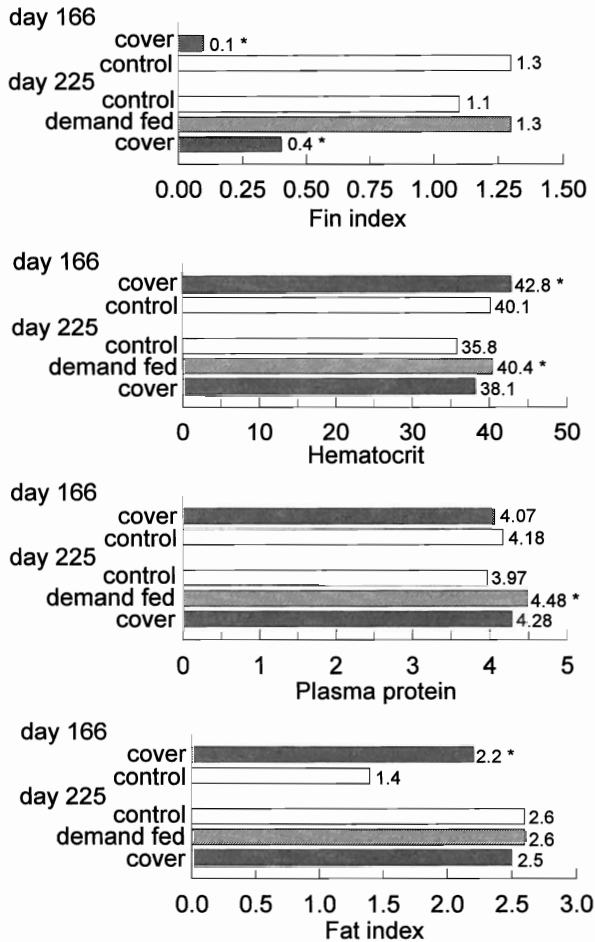 day 166
cover 0.1 *
control 1.3
day 225
control 1.1
demand fed 1.3
cover 0.4 *
0.00 0.25 0.50 0.75 1.00 1.25 1.50
Fin index
day 166
cover 42.8 *
control 40.1
day 225
control 35.8
demand fed 40.4 *
cover 38.1
0 10 20 30 40 50
Hematocrit
day 166
cover 4.07
control 4.18
day 225
control 3.97
demand fed 4.48 *
cover 4.28
0 1 2 3 4 5
Plasma protein
day 166
cover 2.2 *
control 1.4
day 225
control 2.6
demand fed 2.6
cover 2.5
0.0 0.5 1.0 1.5 2.0 2.5 3.0
Fat index